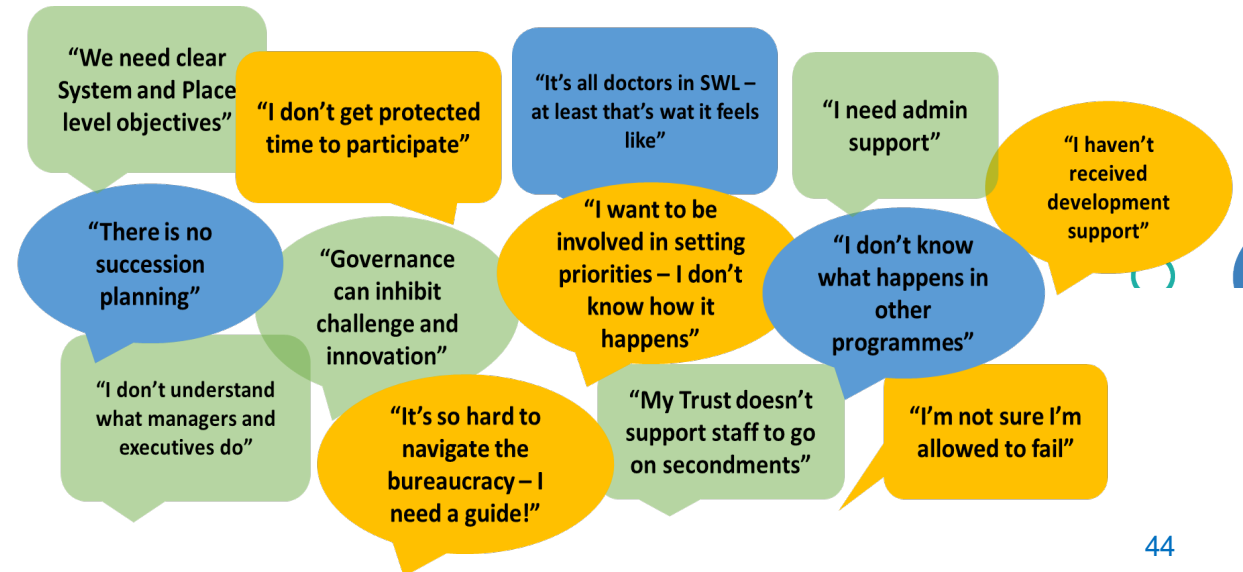 “We need clear
System and Place
level objectives”
“I don’t get protected
time to participate”
“It’s all doctors in SWL –
at least that’s wat it feels
like”
“I need admin
support”
“I haven’t
received
development
support”
“There is no
succession
planning”
“Governance
can inhibit
challenge and
innovation”
“I want to be
involved in setting
priorities – I don’t
know how it
happens”
“I don’t know
what happens in
other
programmes”
“I don’t understand
what managers and
executives do”
“It’s so hard to
navigate the
bureaucracy – I
need a guide!”
“My Trust doesn’t
support staff to go
on secondments”
“I’m not sure I’m
allowed to fail”
44